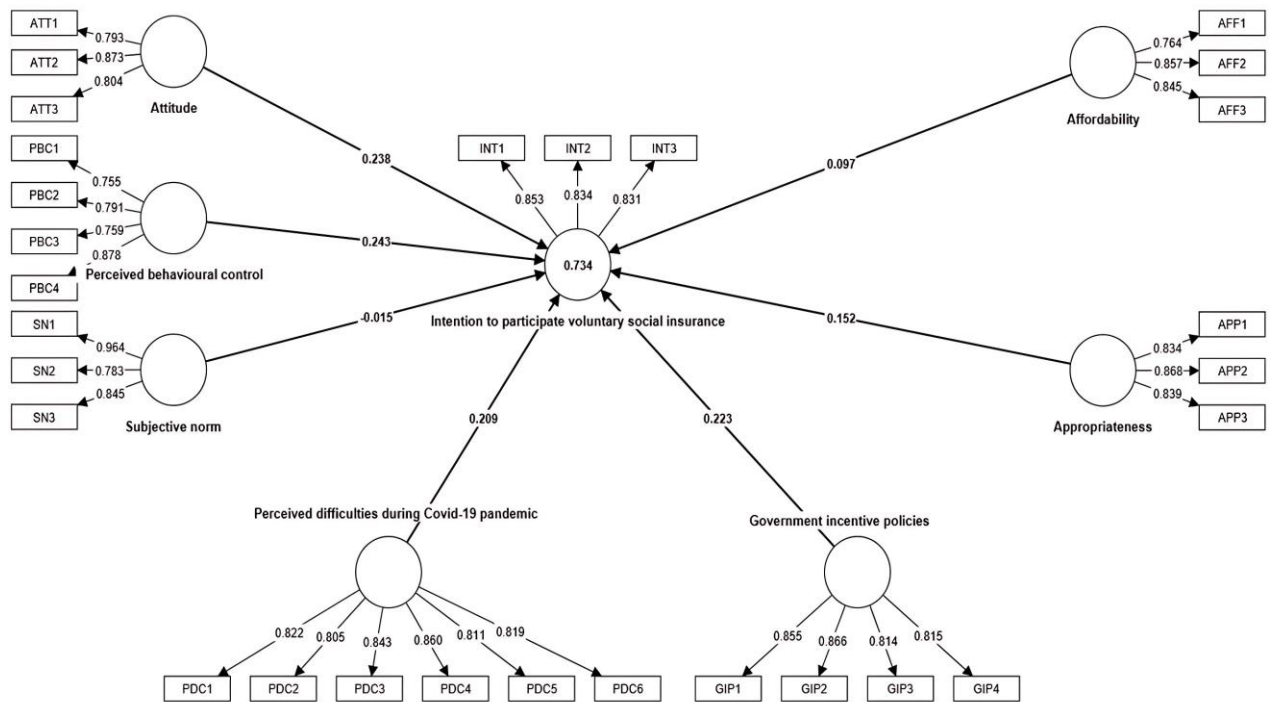 ATT1
0.793
ATT2
0.873
0.804
ATT3
Attitude
PBC1
0.755
PBC2
0.791
PBC3
0.759
0.878
PBC4
Perceived behavioural control
SN1
0.964
SN2
0.783
0.845
SN3
Subjective norm
0.238
0.243
-0.015
INT1
INT2
INT3
0.853
0.834
0.831
0.734
Intention to participate voluntary social insurance
AFF1
0.764
0.857
AFF2
0.845
AFF3
Affordability
0.097
0.152
APP1
0.834
0.868
APP2
0.839
APP3
Appropriateness
0.209
0.223
Perceived difficulties during Covid-19 pandemic
0.822
0.805
0.843
0.860
0.811
0.819
PDC1
PDC2
PDC3
PDC4
PDC5
PDC6
Government incentive policies
0.855
0.866
0.814
0.815
GIP1
GIP2
GIP3
GIP4